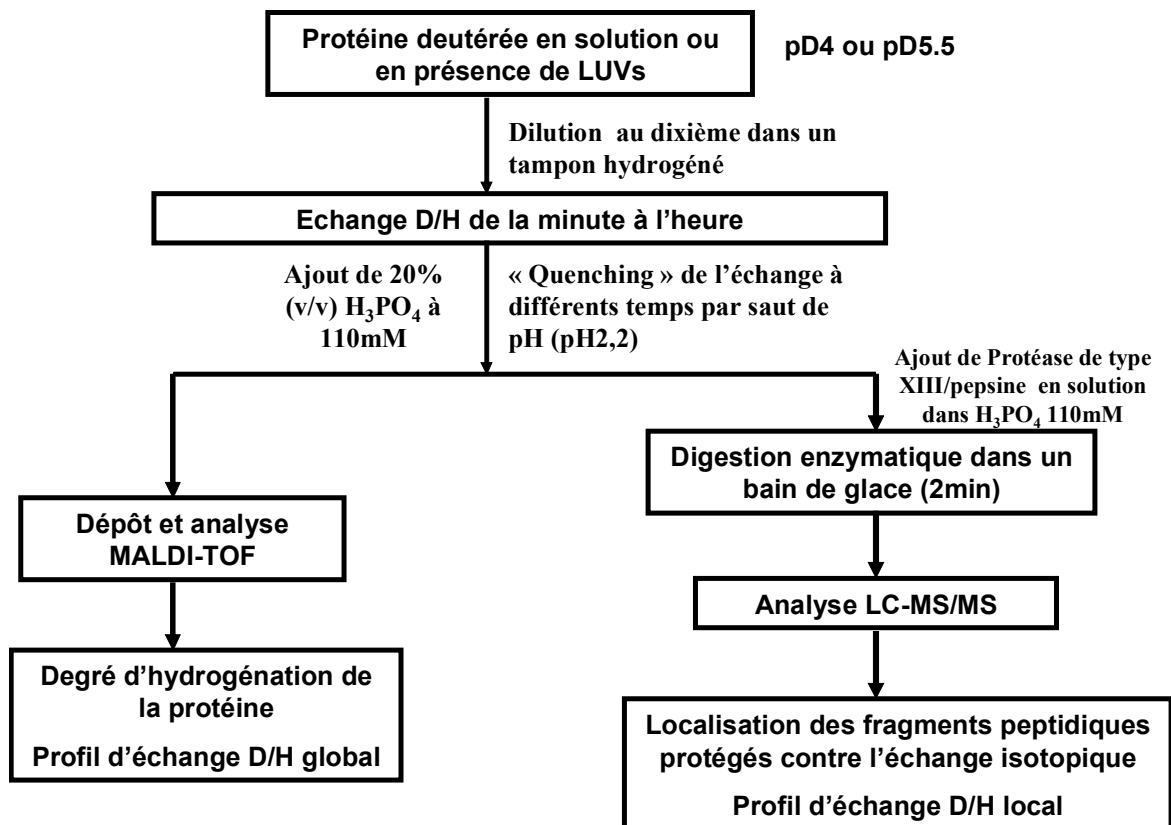 Protéine deutérée en solution ou
en présence de LUVs
pD4 ou pD5.5
Dilution au dixième dans un
tampon hydrogéné
Echange D/H de la minute à l'heure
Ajout de 20%
(v/v) H₃PO₄ à
110mM
« Quenching » de l'échange à
différents temps par saut de
pH (pH2,2)
Ajout de Protéase de type
XIII/pepsine en solution
dans H₃PO₄ 110mM
Digestion enzymatique dans un
bain de glace (2min)
Dépôt et analyse
MALDI-TOF
Analyse LC-MS/MS
Degré d'hydrogénation de
la protéine
Profil d'échange D/H global
Localisation des fragments peptidiques
protégés contre l'échange isotopique
Profil d'échange D/H local